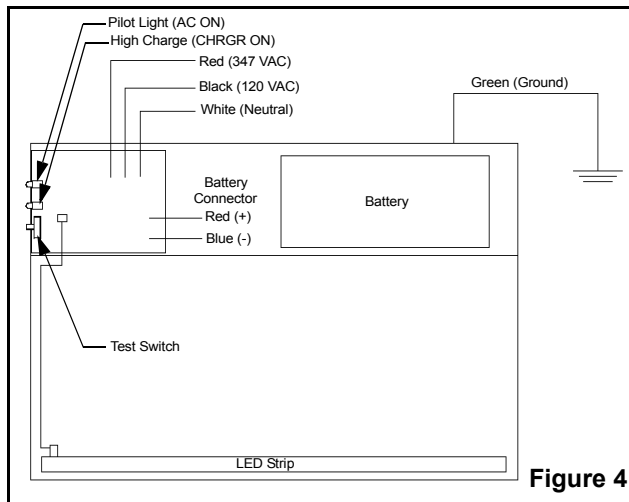 Pilot Light (AC ON)
High Charge (CHRGR ON)
Red (347 VAC)
Black (120 VAC)
White (Neutral)
Green (Ground)
Battery
Connector
Red (+)
Blue (-)
Battery
Test Switch
LED Strip
Figure 4